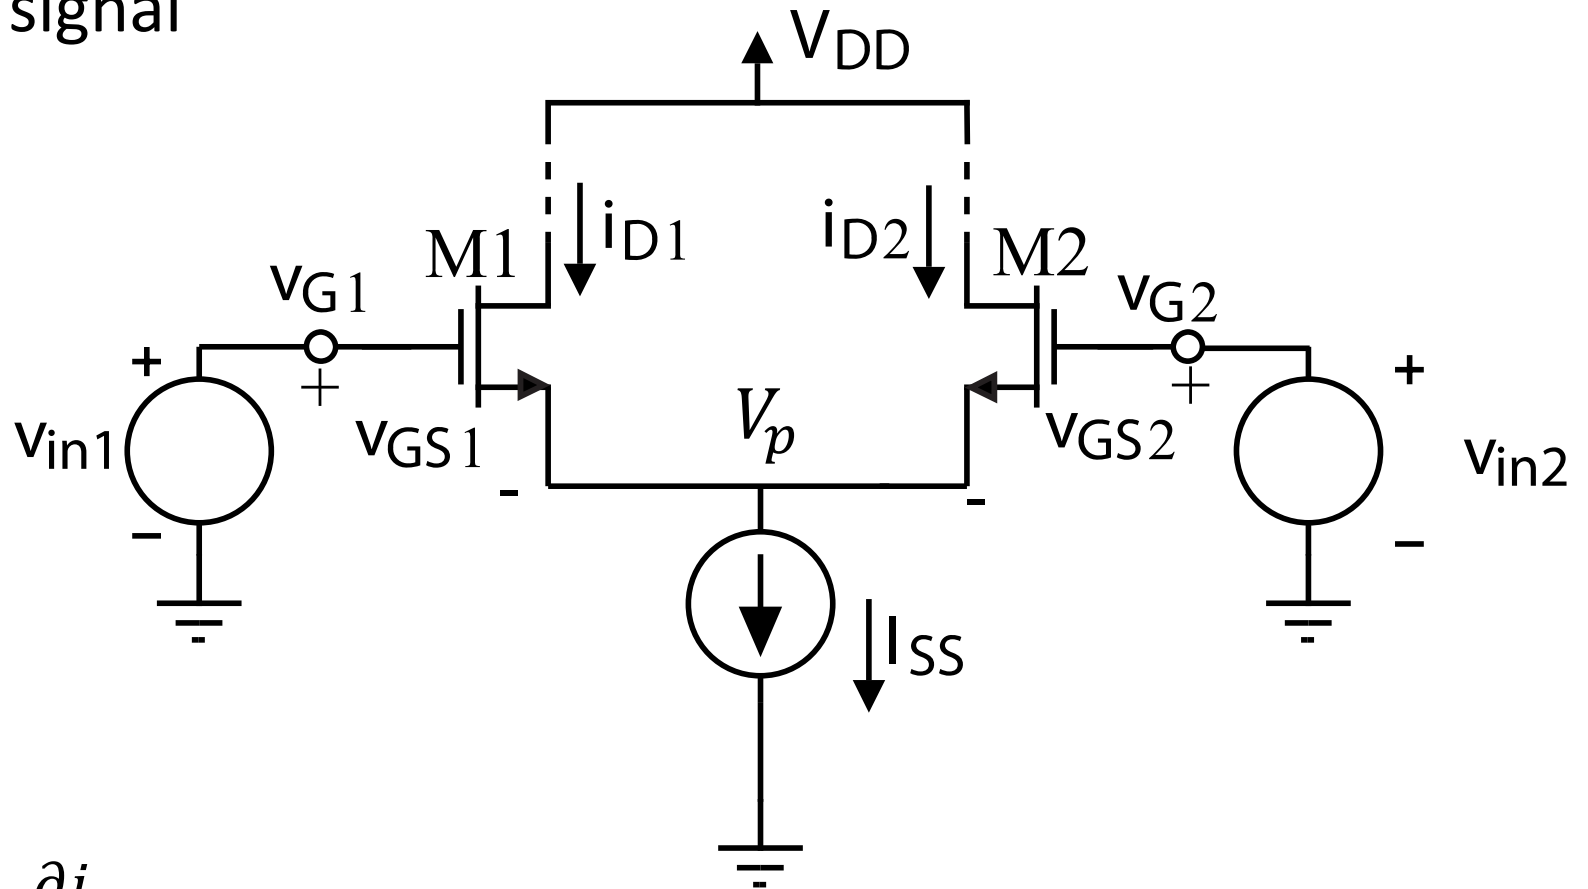 signal
VDD
iD1
iD2
M1
M2
vG1
vG2
+
+
+
+
vin1
vGS1
Vp
vGS2
vin2
-
-
−
−
ISS
∂i